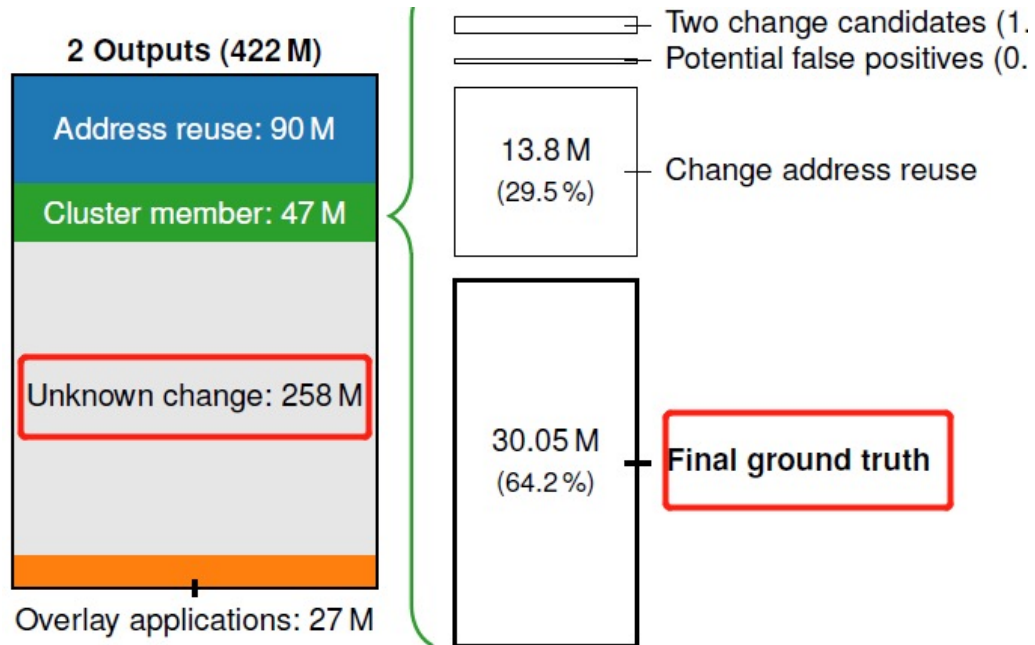 2 Outputs (422 M)
Address reuse: 90 M
Cluster member: 47 M
Unknown change: 258 M
Overlay applications: 27 M
Two change candidates (1.
Potential false positives (0.
13.8 M
(29.5 %)
Change address reuse
30.05 M
(64.2 %)
Final ground truth